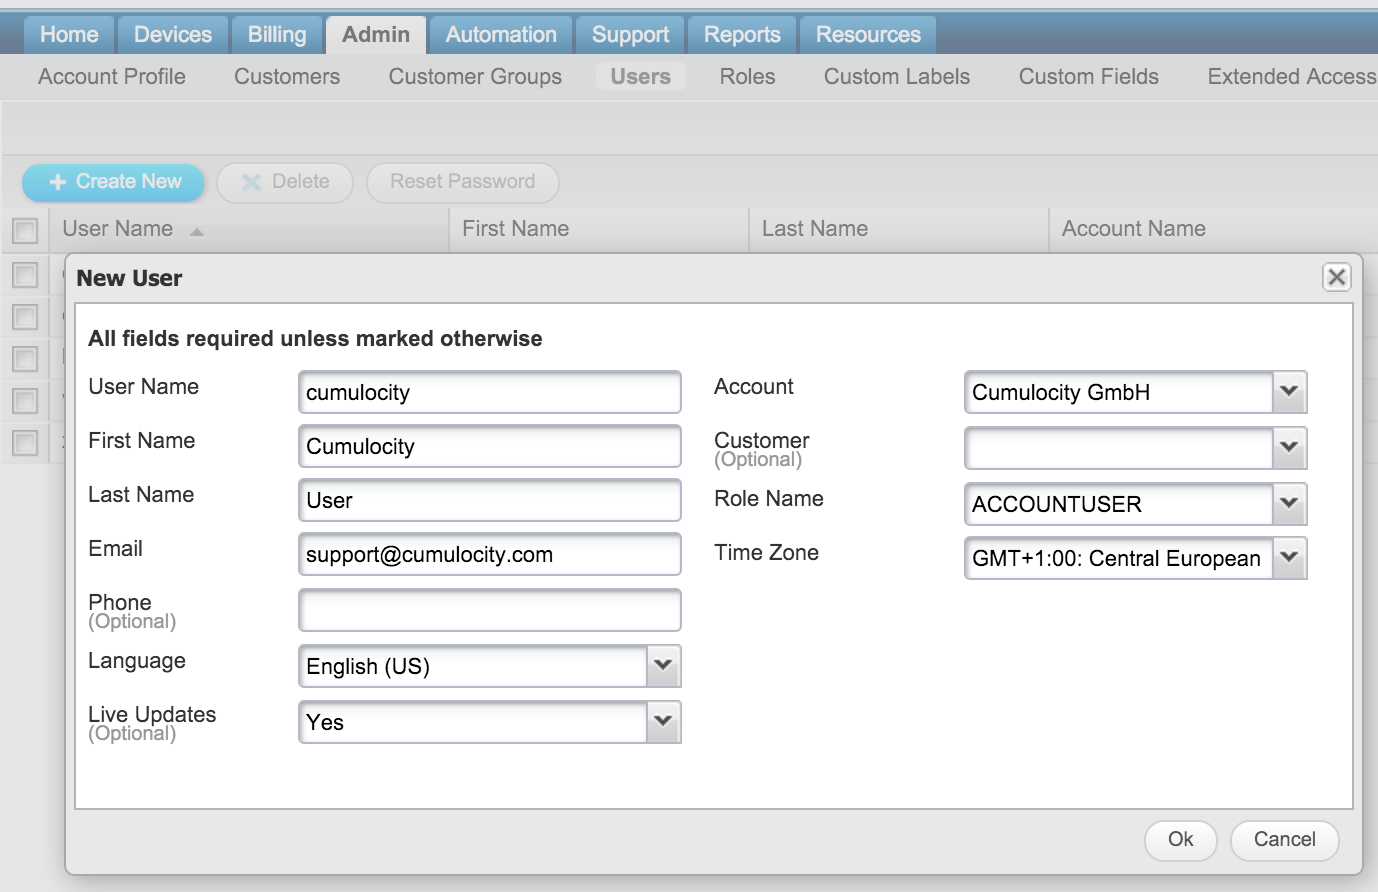 Home Devices Billing Admin Automation Support Reports Resources
Account Profile Customers Customer Groups Users Roles Custom Labels Custom Fields Extended Access
Create New Delete Reset Password
User Name First Name Last Name Account Name
New User
All fields required unless marked otherwise
User Name cumulocity Account Cumulocity GmbH
First Name Cumulocity Customer
(Optional)
Last Name User Role Name ACCOUNTUSER
Email support@cumulocity.com Time Zone GMT+1:00: Central European
Phone
(Optional)
Language English (US)
Live Updates Yes
(Optional)
Ok Cancel